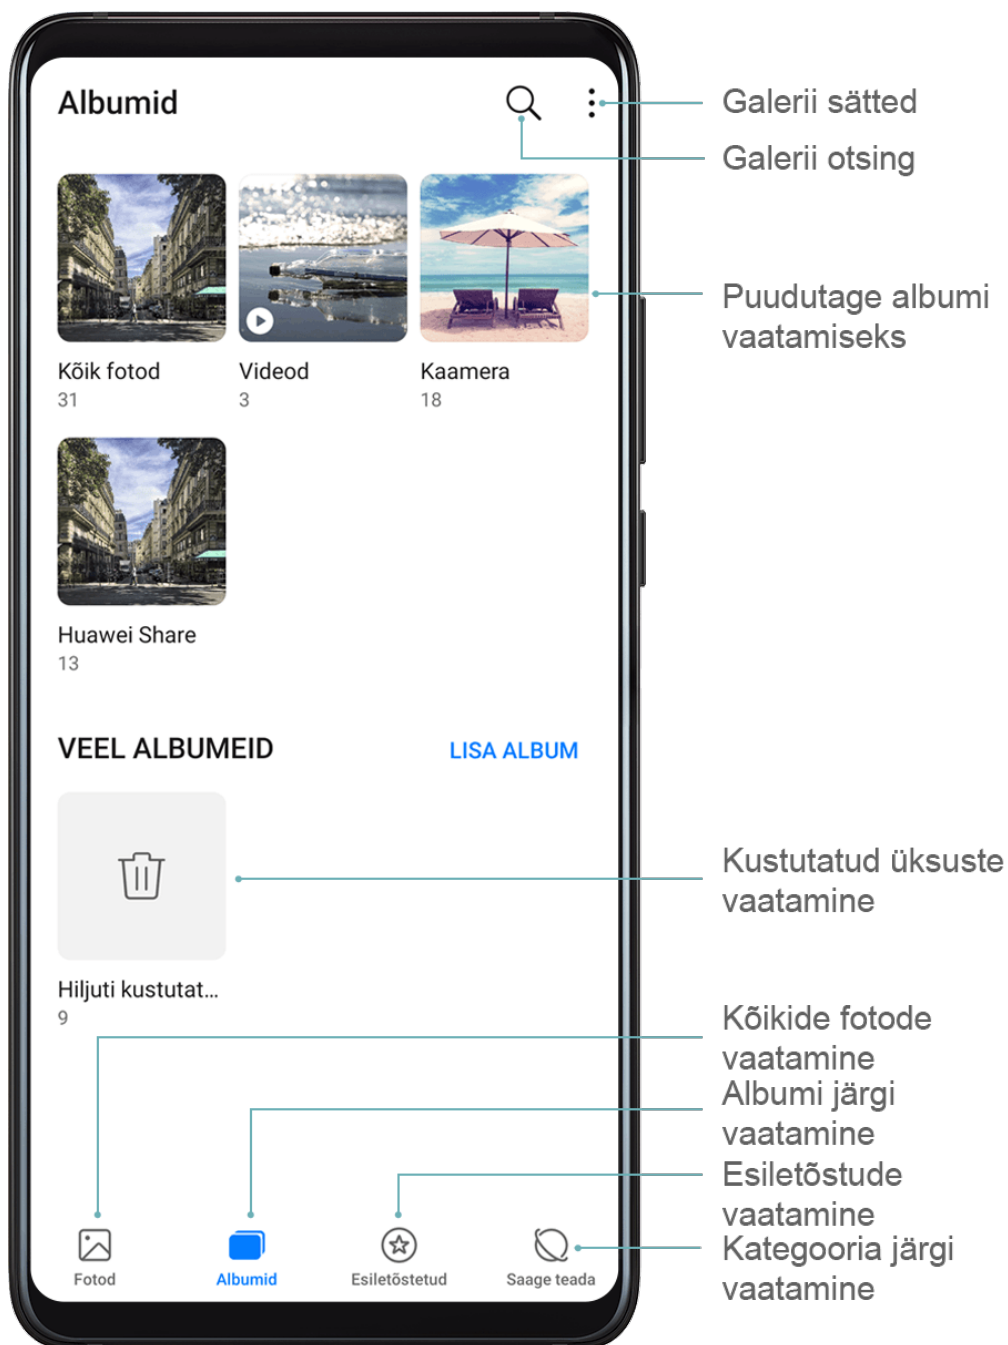 Albumid
Galerii sätted
Galerii otsing
Puudutage albumi
vaatamiseks
Kõik fotod
Videod
Kaamera
31
3
18
Huawei Share
13
VEEL ALBUMEID
LISA ALBUM
Kustutatud üksuste
vaatamine
Hiljuti kustutat...
9
Kõikide fotode
vaatamine
Albumi järgi
vaatamine
Esiletõstude
vaatamine
Kategooria järgi
vaatamine
Fotod
Albumid
Esiletõstetud
Saage teada